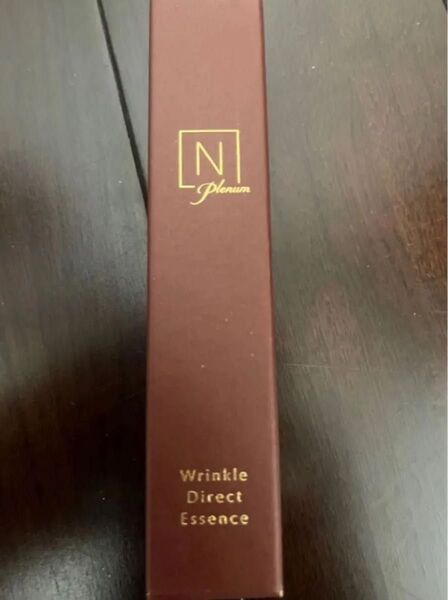 N
Plenum
Wrinkle
Direct
Essence